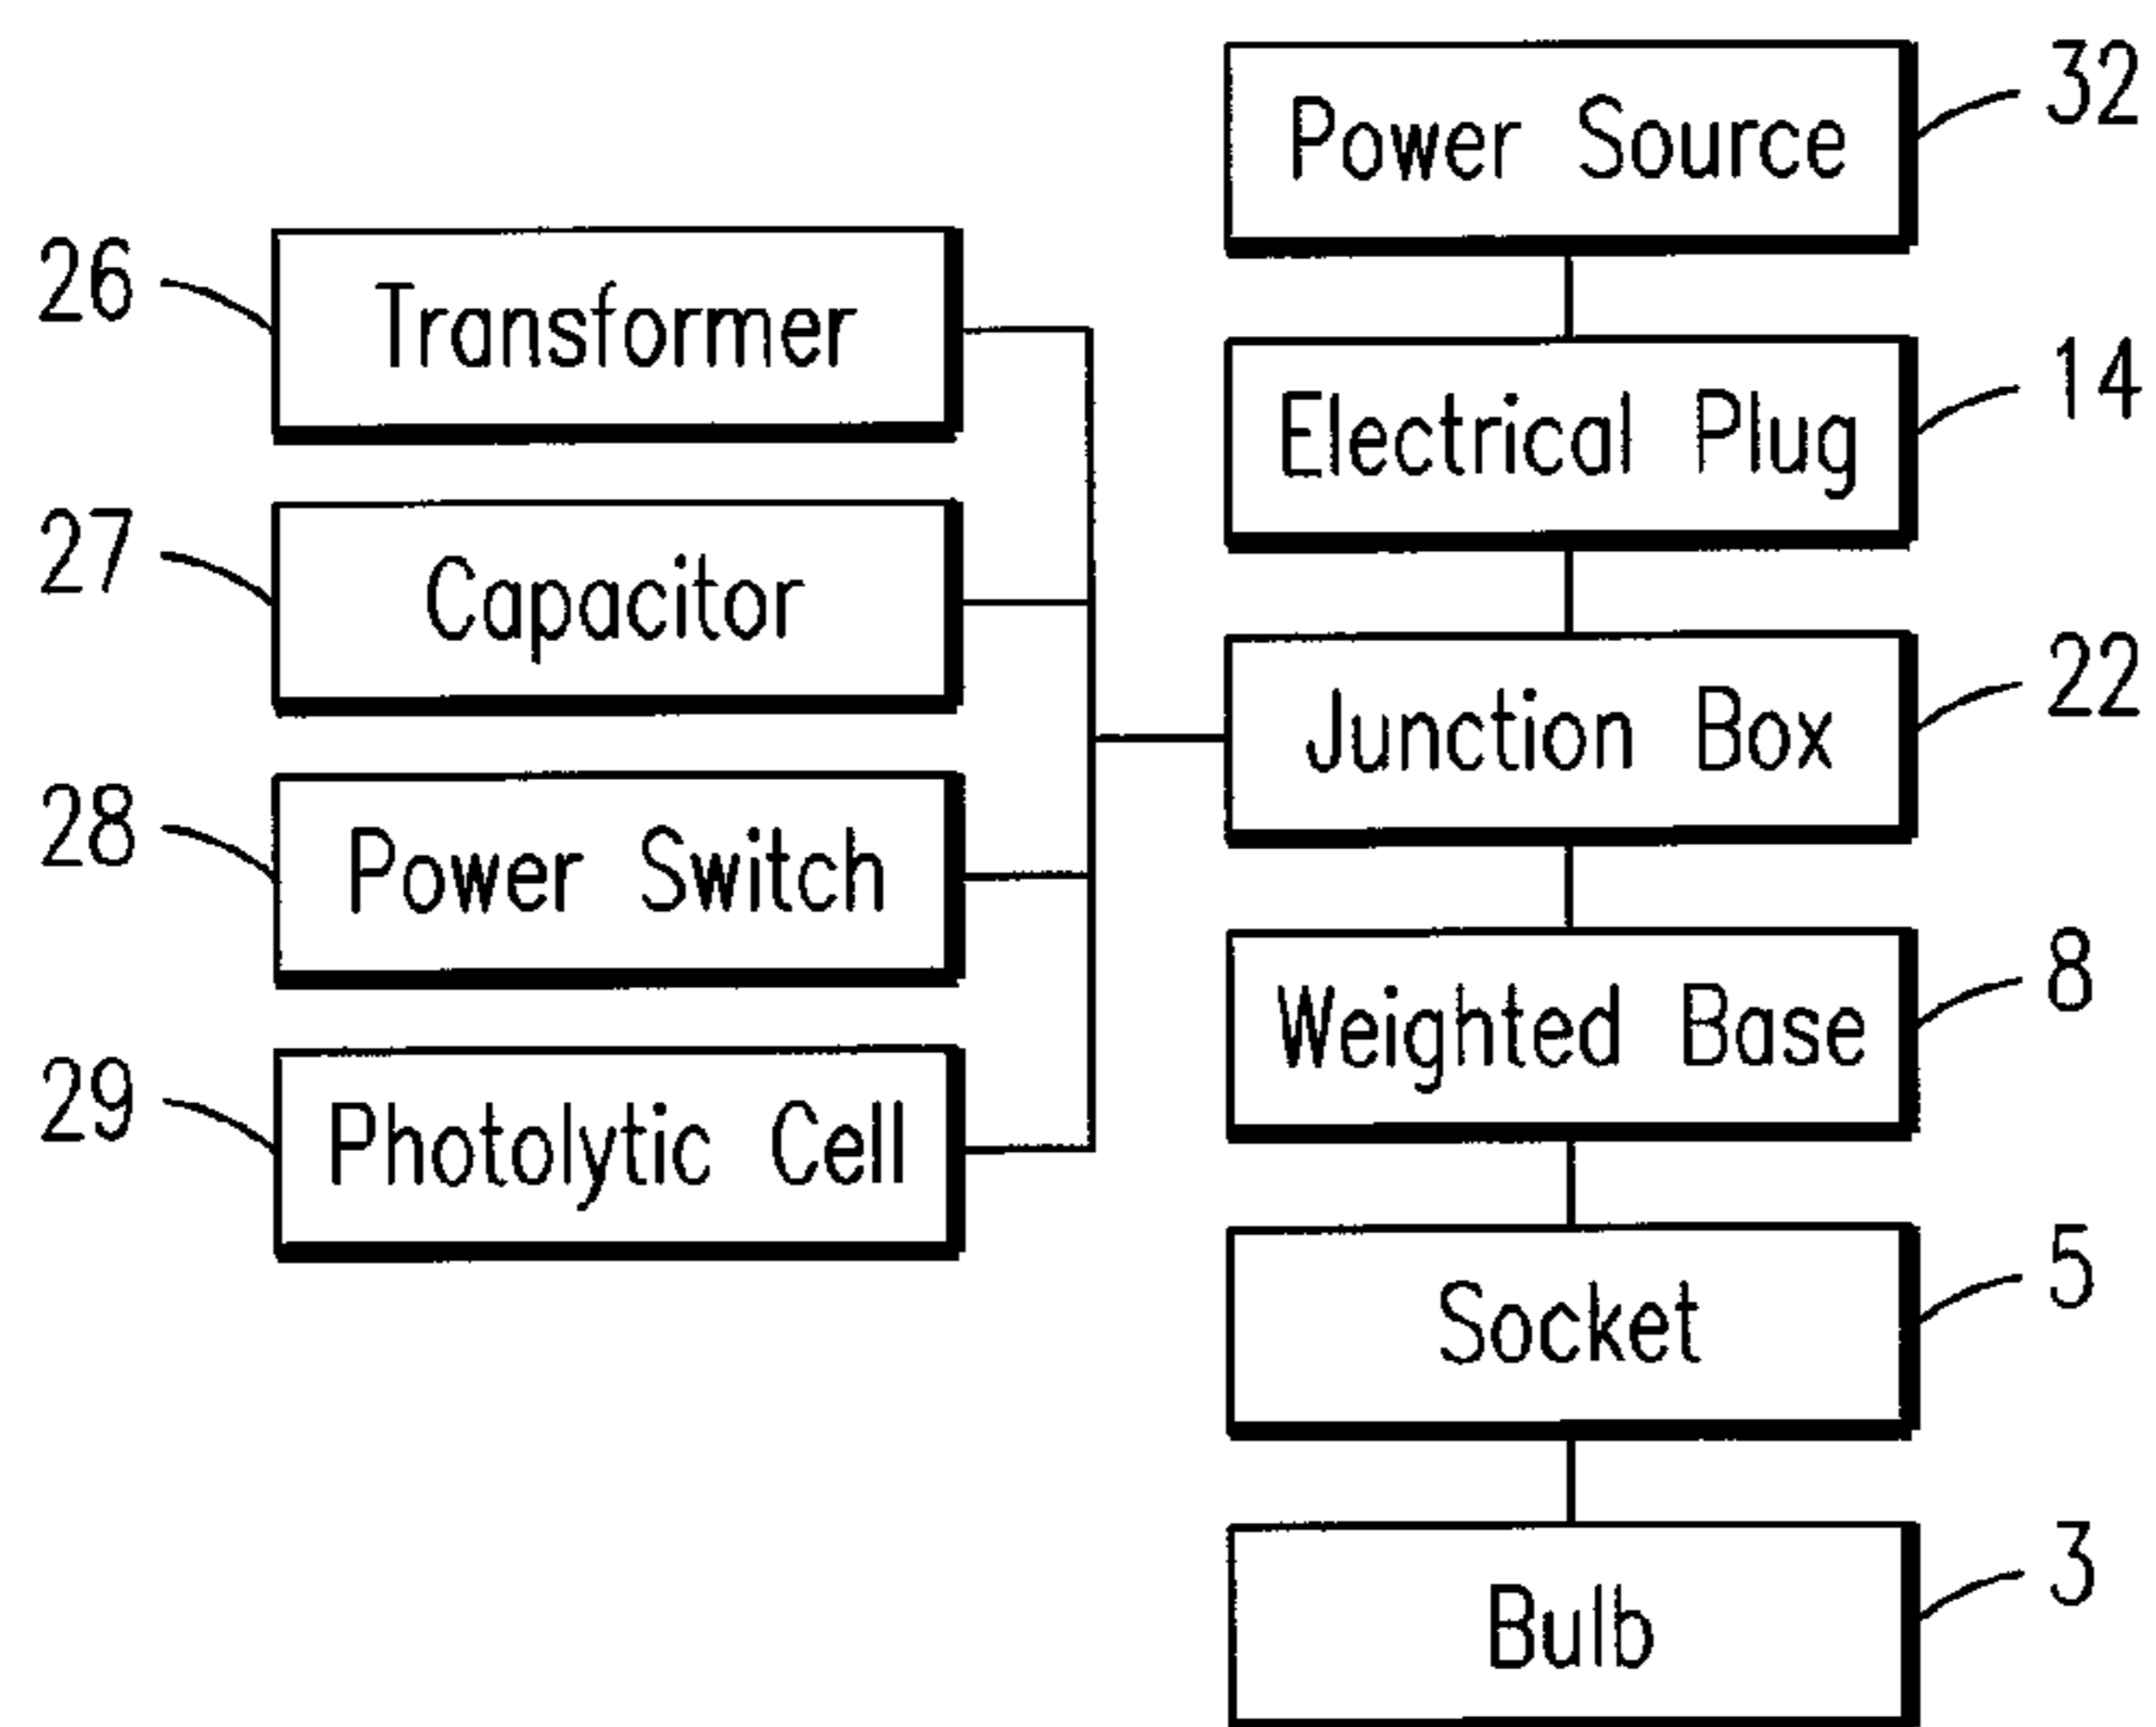 Power Source 32
26 Transformer
Electrical Plug 14
27 Capacitor
Junction Box 22
28 Power Switch
Weighted Base 8
29 Photolytic Cell
Socket 5
Bulb 3